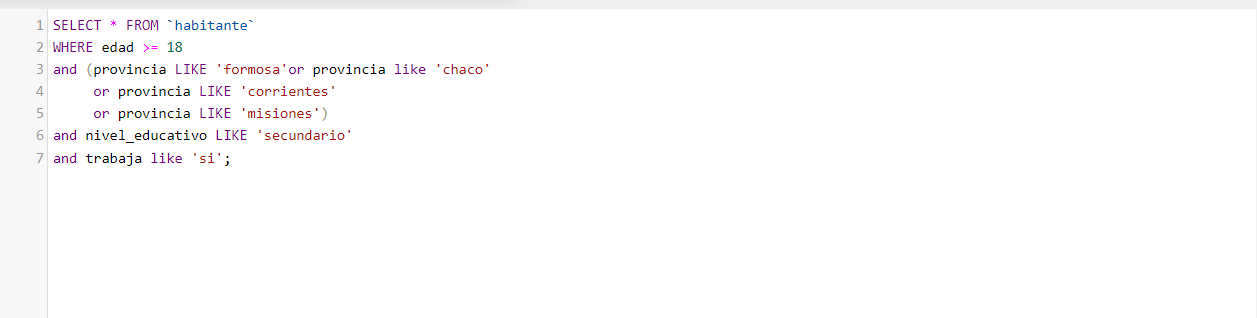 1 SELECT * FROM `habitante`
2 WHERE edad >= 18
3 and (provincia LIKE 'formosa'or provincia like 'chaco'
4      or provincia LIKE 'corrientes'
5      or provincia LIKE 'misiones')
6 and nivel_educativo LIKE 'secundario'
7 and trabaja like 'si';